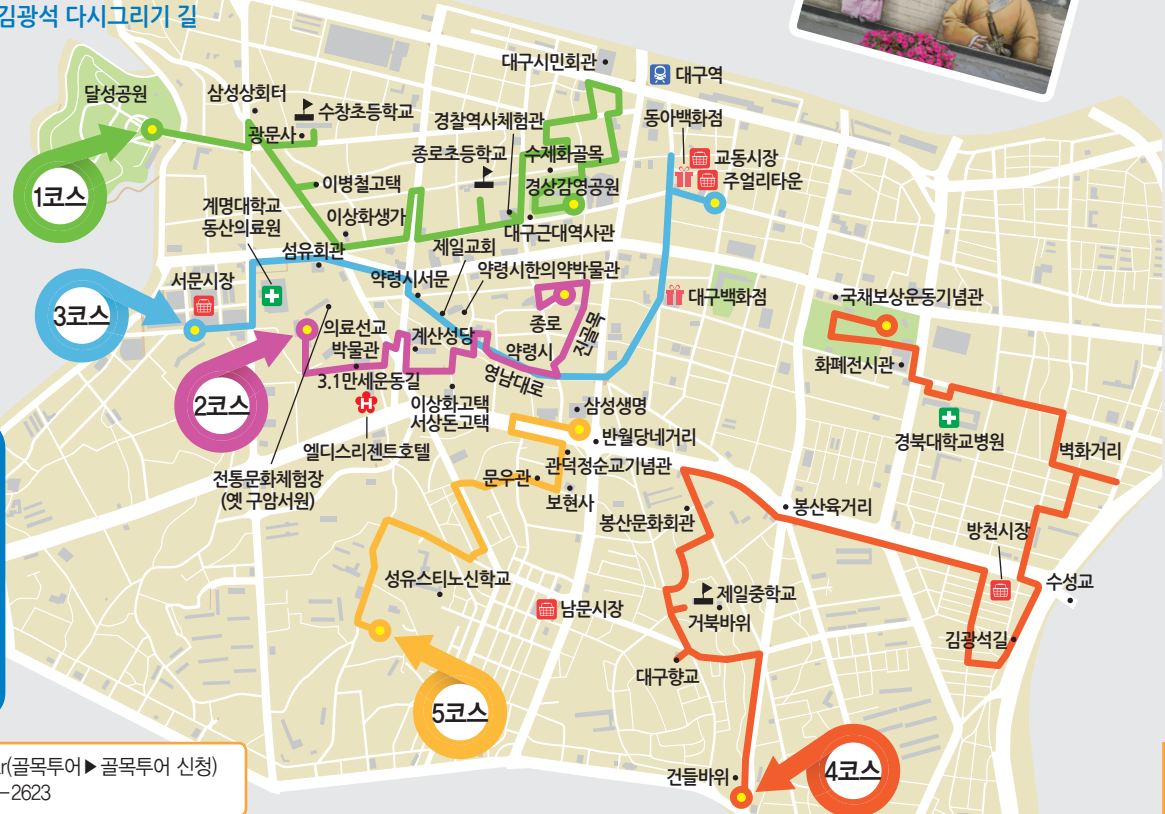 김광석 다시그리기 길
대구시민회관
대구역
달성공원
삼성상회터
수창초등학교
광문사
경찰역사체험관
동아백화점
종로초등학교
수제화골목
교동시장
주얼리타운
1코스
이병철고택
경상감영공원
계명대학교
동산의료원
이상화생가
대구근대역사관
섬유회관
제일교회
서문시장
약령시서문
약령시한의약박물관
대구백화점
국채보상운동기념관
3코스
의료선교
박물관
계산성당
종로
진골목
약령시
영남대로
화폐전시관
3.1만세운동길
2코스
이상화고택
서상돈고택
삼성생명
경북대학교병원
벽화거리
엘디스리젠트호텔
반월당네거리
관덕정순교기념관
전통문화체험장
(옛 구암서원)
문우관
보현사
봉산문화회관
봉산육거리
방천시장
성유스티노신학교
수성교
남문시장
제일중학교
거북바위
김광석길
대구향교
5코스
건들바위
4코스
r(골목투어▶골목투어 신청)
-2623